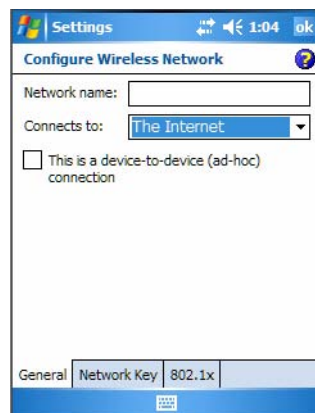 Settings 1:04 ok
Configure Wireless Network ?
Network name:
Connects to: The Internet
This is a device-to-device (ad-hoc)
connection
General Network Key 802.1x